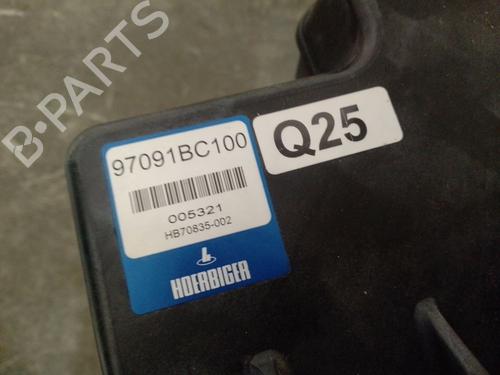 B-PARTS
97091BC100
Q25
005321
HB70835-002
HOERBIGER